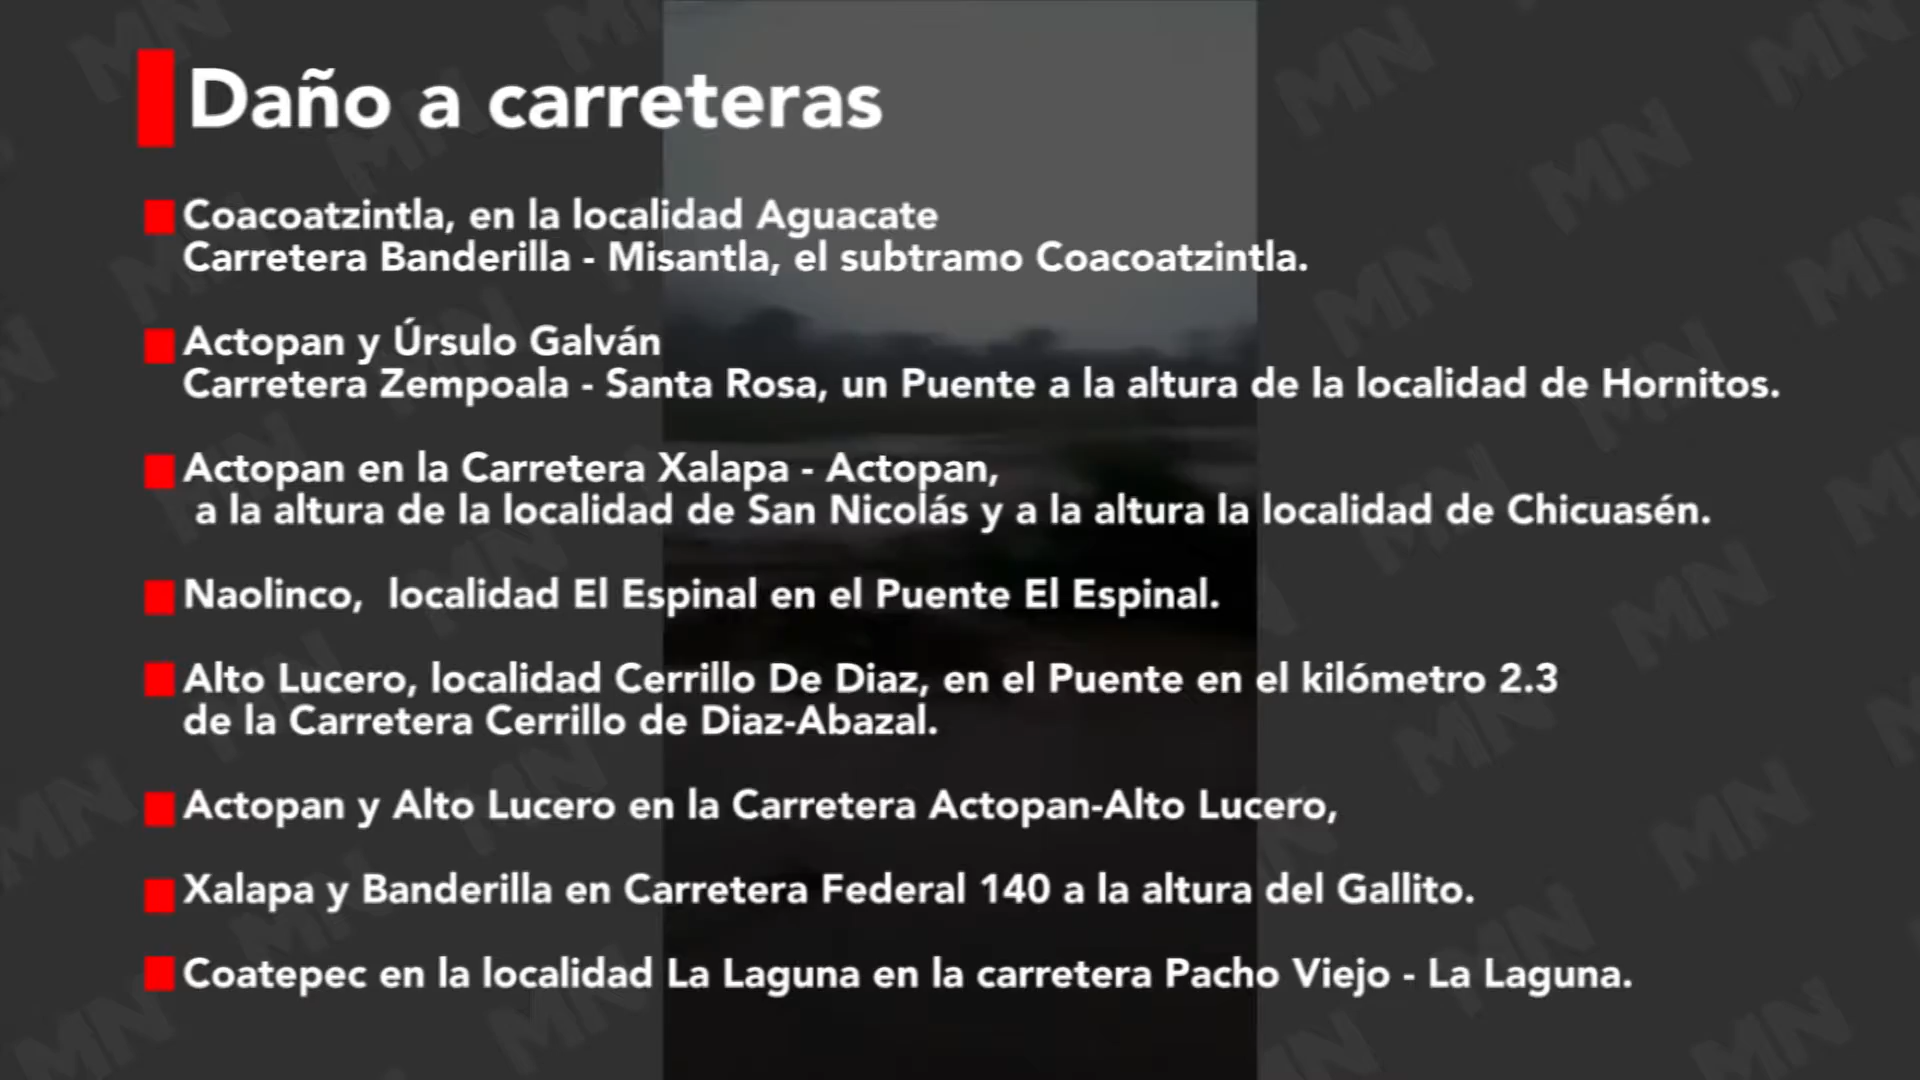 Daño a carreteras
Coacoatzintla, en la localidad Aguacate
Carretera Banderilla - Misantla, el subtramo Coacoatzintla.
Actopan y Úrsulo Galván
Carretera Zempoala - Santa Rosa, un Puente a la altura de la localidad de Hornitos.
Actopan en la Carretera Xalapa - Actopan,
a la altura de la localidad de San Nicolás y a la altura la localidad de Chicuasén.
Naolinco, localidad El Espinal en el Puente El Espinal.
Alto Lucero, localidad Cerrillo De Diaz, en el Puente en el kilómetro 2.3
de la Carretera Cerrillo de Diaz-Abazal.
Actopan y Alto Lucero en la Carretera Actopan-Alto Lucero,
Xalapa y Banderilla en Carretera Federal 140 a la altura del Gallito.
Coatepec en la localidad La Laguna en la carretera Pacho Viejo - La Laguna.